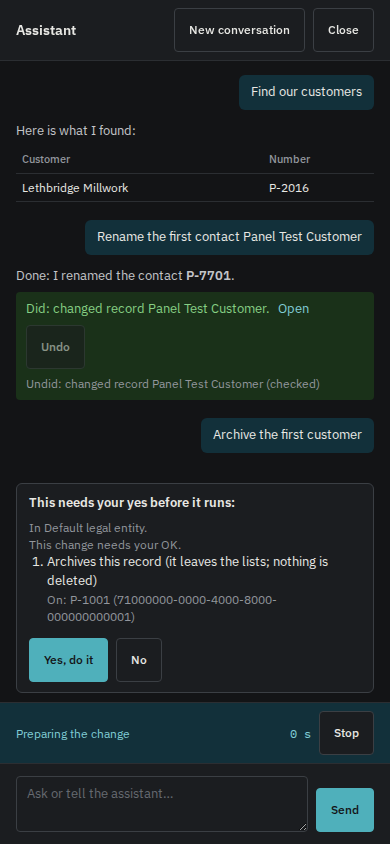 Assistant
New conversation
Close
Find our customers
Here is what I found:
Customer Number
Lethbridge Millwork P-2016
Rename the first contact Panel Test Customer
Done: I renamed the contact P-7701.
Did: changed record Panel Test Customer. Open
Undo
Undid: changed record Panel Test Customer (checked)
Archive the first customer
This needs your yes before it runs:
In Default legal entity.
This change needs your OK.
1. Archives this record (it leaves the lists; nothing is
deleted)
On: P-1001 (71000000-0000-4000-8000-
000000000001)
Yes, do it
No
Preparing the change 0 s Stop
Ask or tell the assistant...
Send